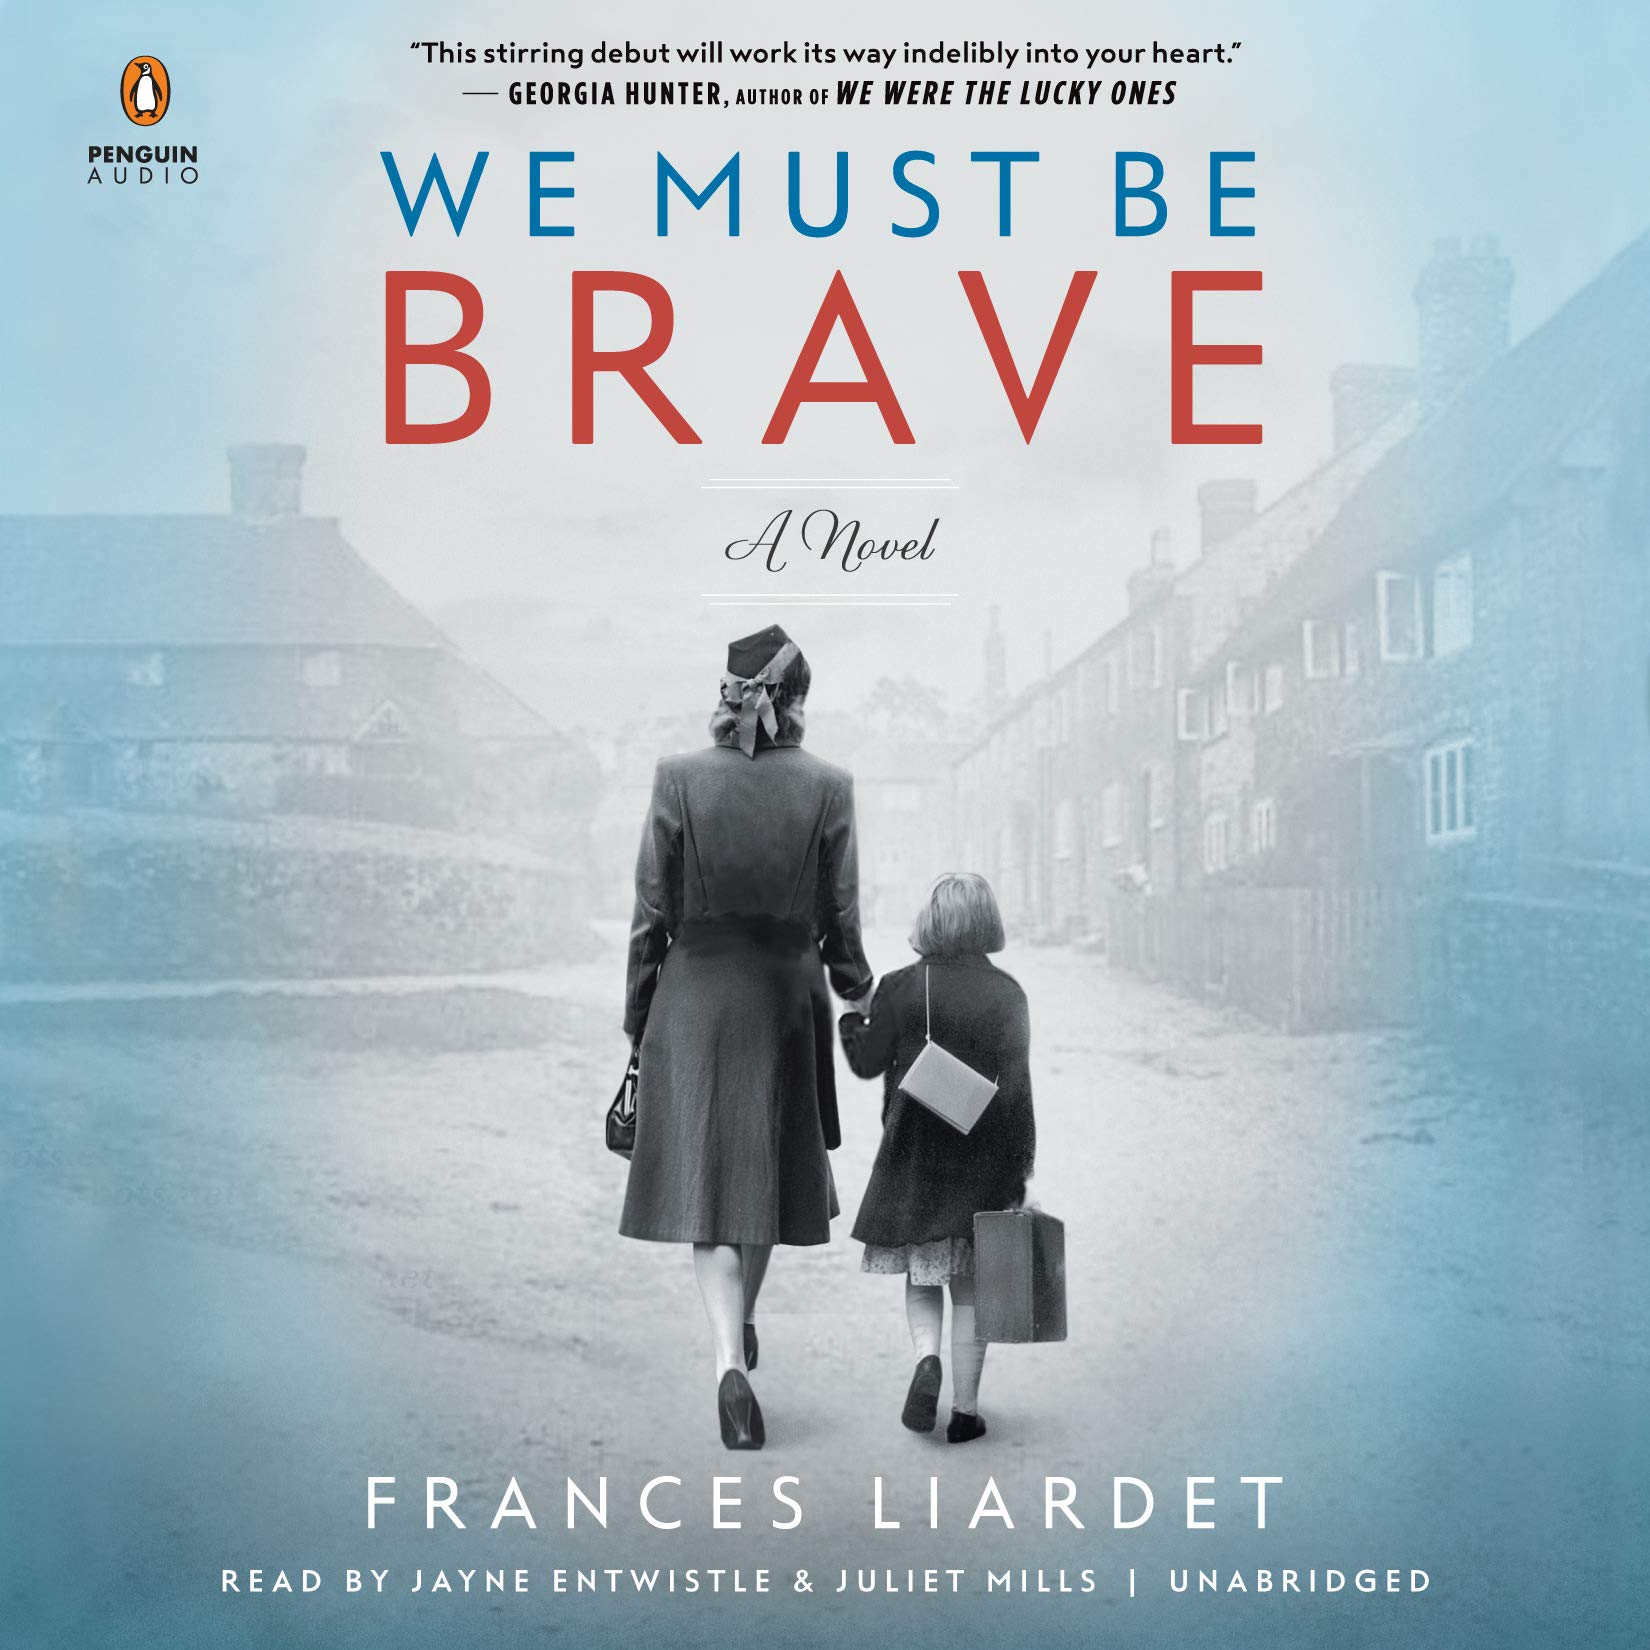 "This stirring debut will work its way indelibly into your heart."
— GEORGIA HUNTER, AUTHOR OF WE WERE THE LUCKY ONES
PENGUIN
AUDIO
WE MUST BE
BRAVE
A Novel
FRANCES LIARDET
READ BY JAYNE ENTWISTLE & JULIET MILLS | UNABRIDGED